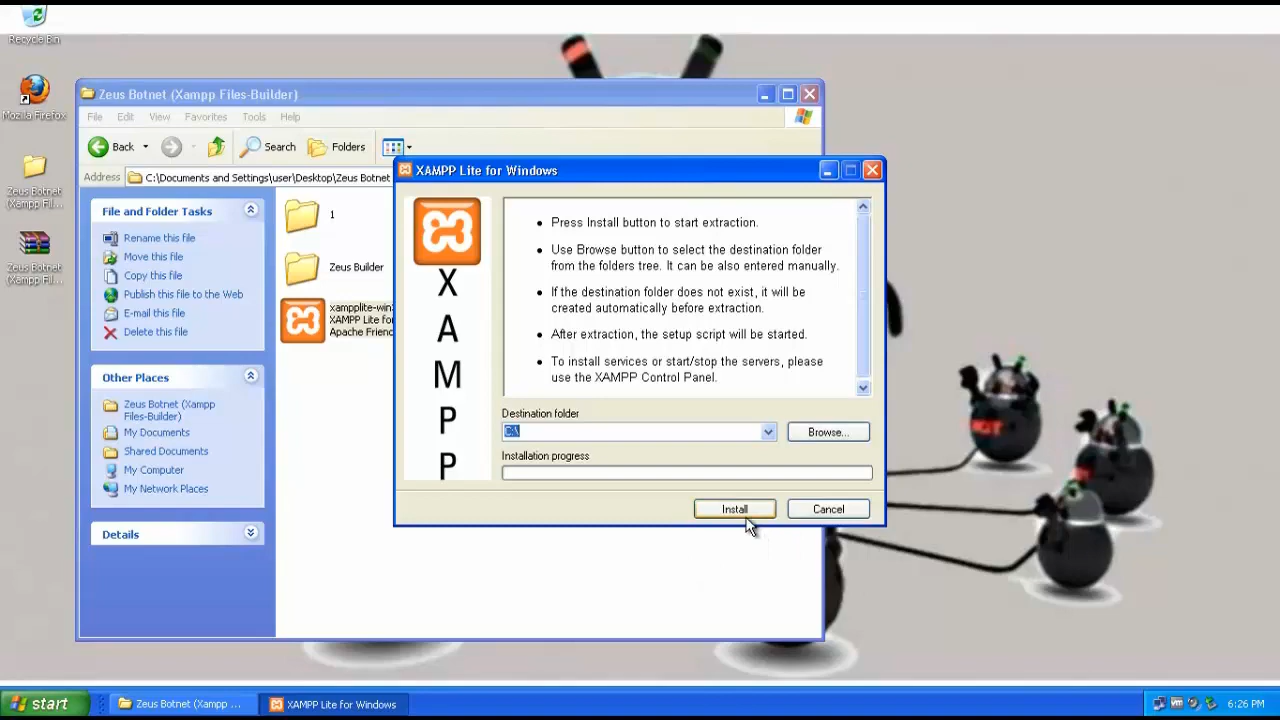 Recycle Bin
Mozilla Firefox
Zeus Botnet
(Xampp Fil...
Zeus Botnet
(Xampp Fil...
Zeus Botnet (Xampp Files-Builder)
File Edit View Favorites Tools Help
Back Search Folders
Address C:\Documents and Settings\user\Desktop\Zeus Botnet
File and Folder Tasks
Rename this file
Move this file
Copy this file
Publish this file to the Web
E-mail this file
Delete this file
Other Places
Zeus Botnet (Xampp
Files-Builder)
My Documents
Shared Documents
My Computer
My Network Places
Details
1
Zeus Builder
xampplite-win
XAMPP Lite for
Apache Friend
XAMPP Lite for Windows
X
A
M
P
P
• Press Install button to start extraction.
• Use Browse button to select the destination folder
from the folders tree. It can be also entered manually.
• If the destination folder does not exist, it will be
created automatically before extraction.
• After extraction, the setup script will be started.
• To install services or start/stop the servers, please
use the XAMPP Control Panel.
Destination folder
C:\
Browse...
Installation progress
Install Cancel
start Zeus Botnet (Xampp ... XAMPP Lite for Windows 6:26 PM